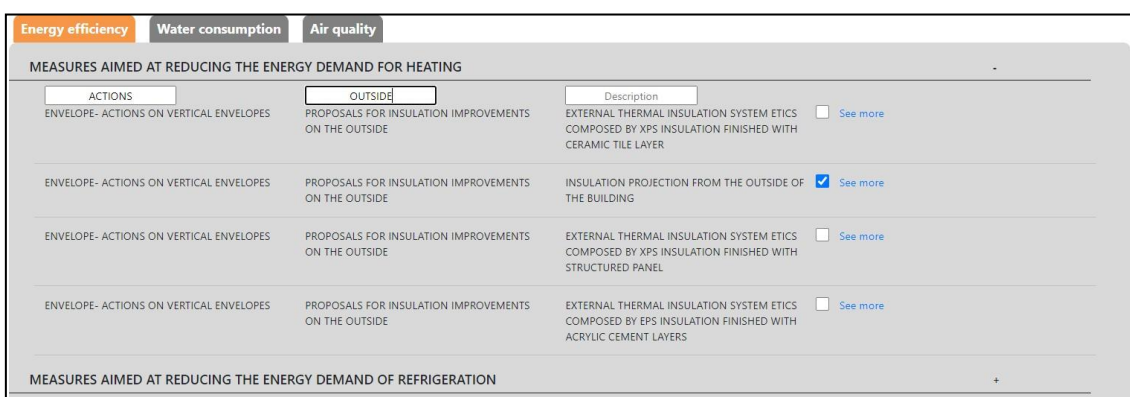 Energy efficiency Water consumption Air quality
MEASURES AIMED AT REDUCING THE ENERGY DEMAND FOR HEATING -
ACTIONS OUTSIDE Description
ENVELOPE- ACTIONS ON VERTICAL ENVELOPES PROPOSALS FOR INSULATION IMPROVEMENTS EXTERNAL THERMAL INSULATION SYSTEM ETICS See more
ON THE OUTSIDE COMPOSED BY XPS INSULATION FINISHED WITH
CERAMIC TILE LAYER
ENVELOPE- ACTIONS ON VERTICAL ENVELOPES PROPOSALS FOR INSULATION IMPROVEMENTS INSULATION PROJECTION FROM THE OUTSIDE OF See more
ON THE OUTSIDE THE BUILDING
ENVELOPE- ACTIONS ON VERTICAL ENVELOPES PROPOSALS FOR INSULATION IMPROVEMENTS EXTERNAL THERMAL INSULATION SYSTEM ETICS See more
ON THE OUTSIDE COMPOSED BY XPS INSULATION FINISHED WITH
STRUCTURED PANEL
ENVELOPE- ACTIONS ON VERTICAL ENVELOPES PROPOSALS FOR INSULATION IMPROVEMENTS EXTERNAL THERMAL INSULATION SYSTEM ETICS See more
ON THE OUTSIDE COMPOSED BY EPS INSULATION FINISHED WITH
ACRYLIC CEMENT LAYERS
MEASURES AIMED AT REDUCING THE ENERGY DEMAND OF REFRIGERATION +